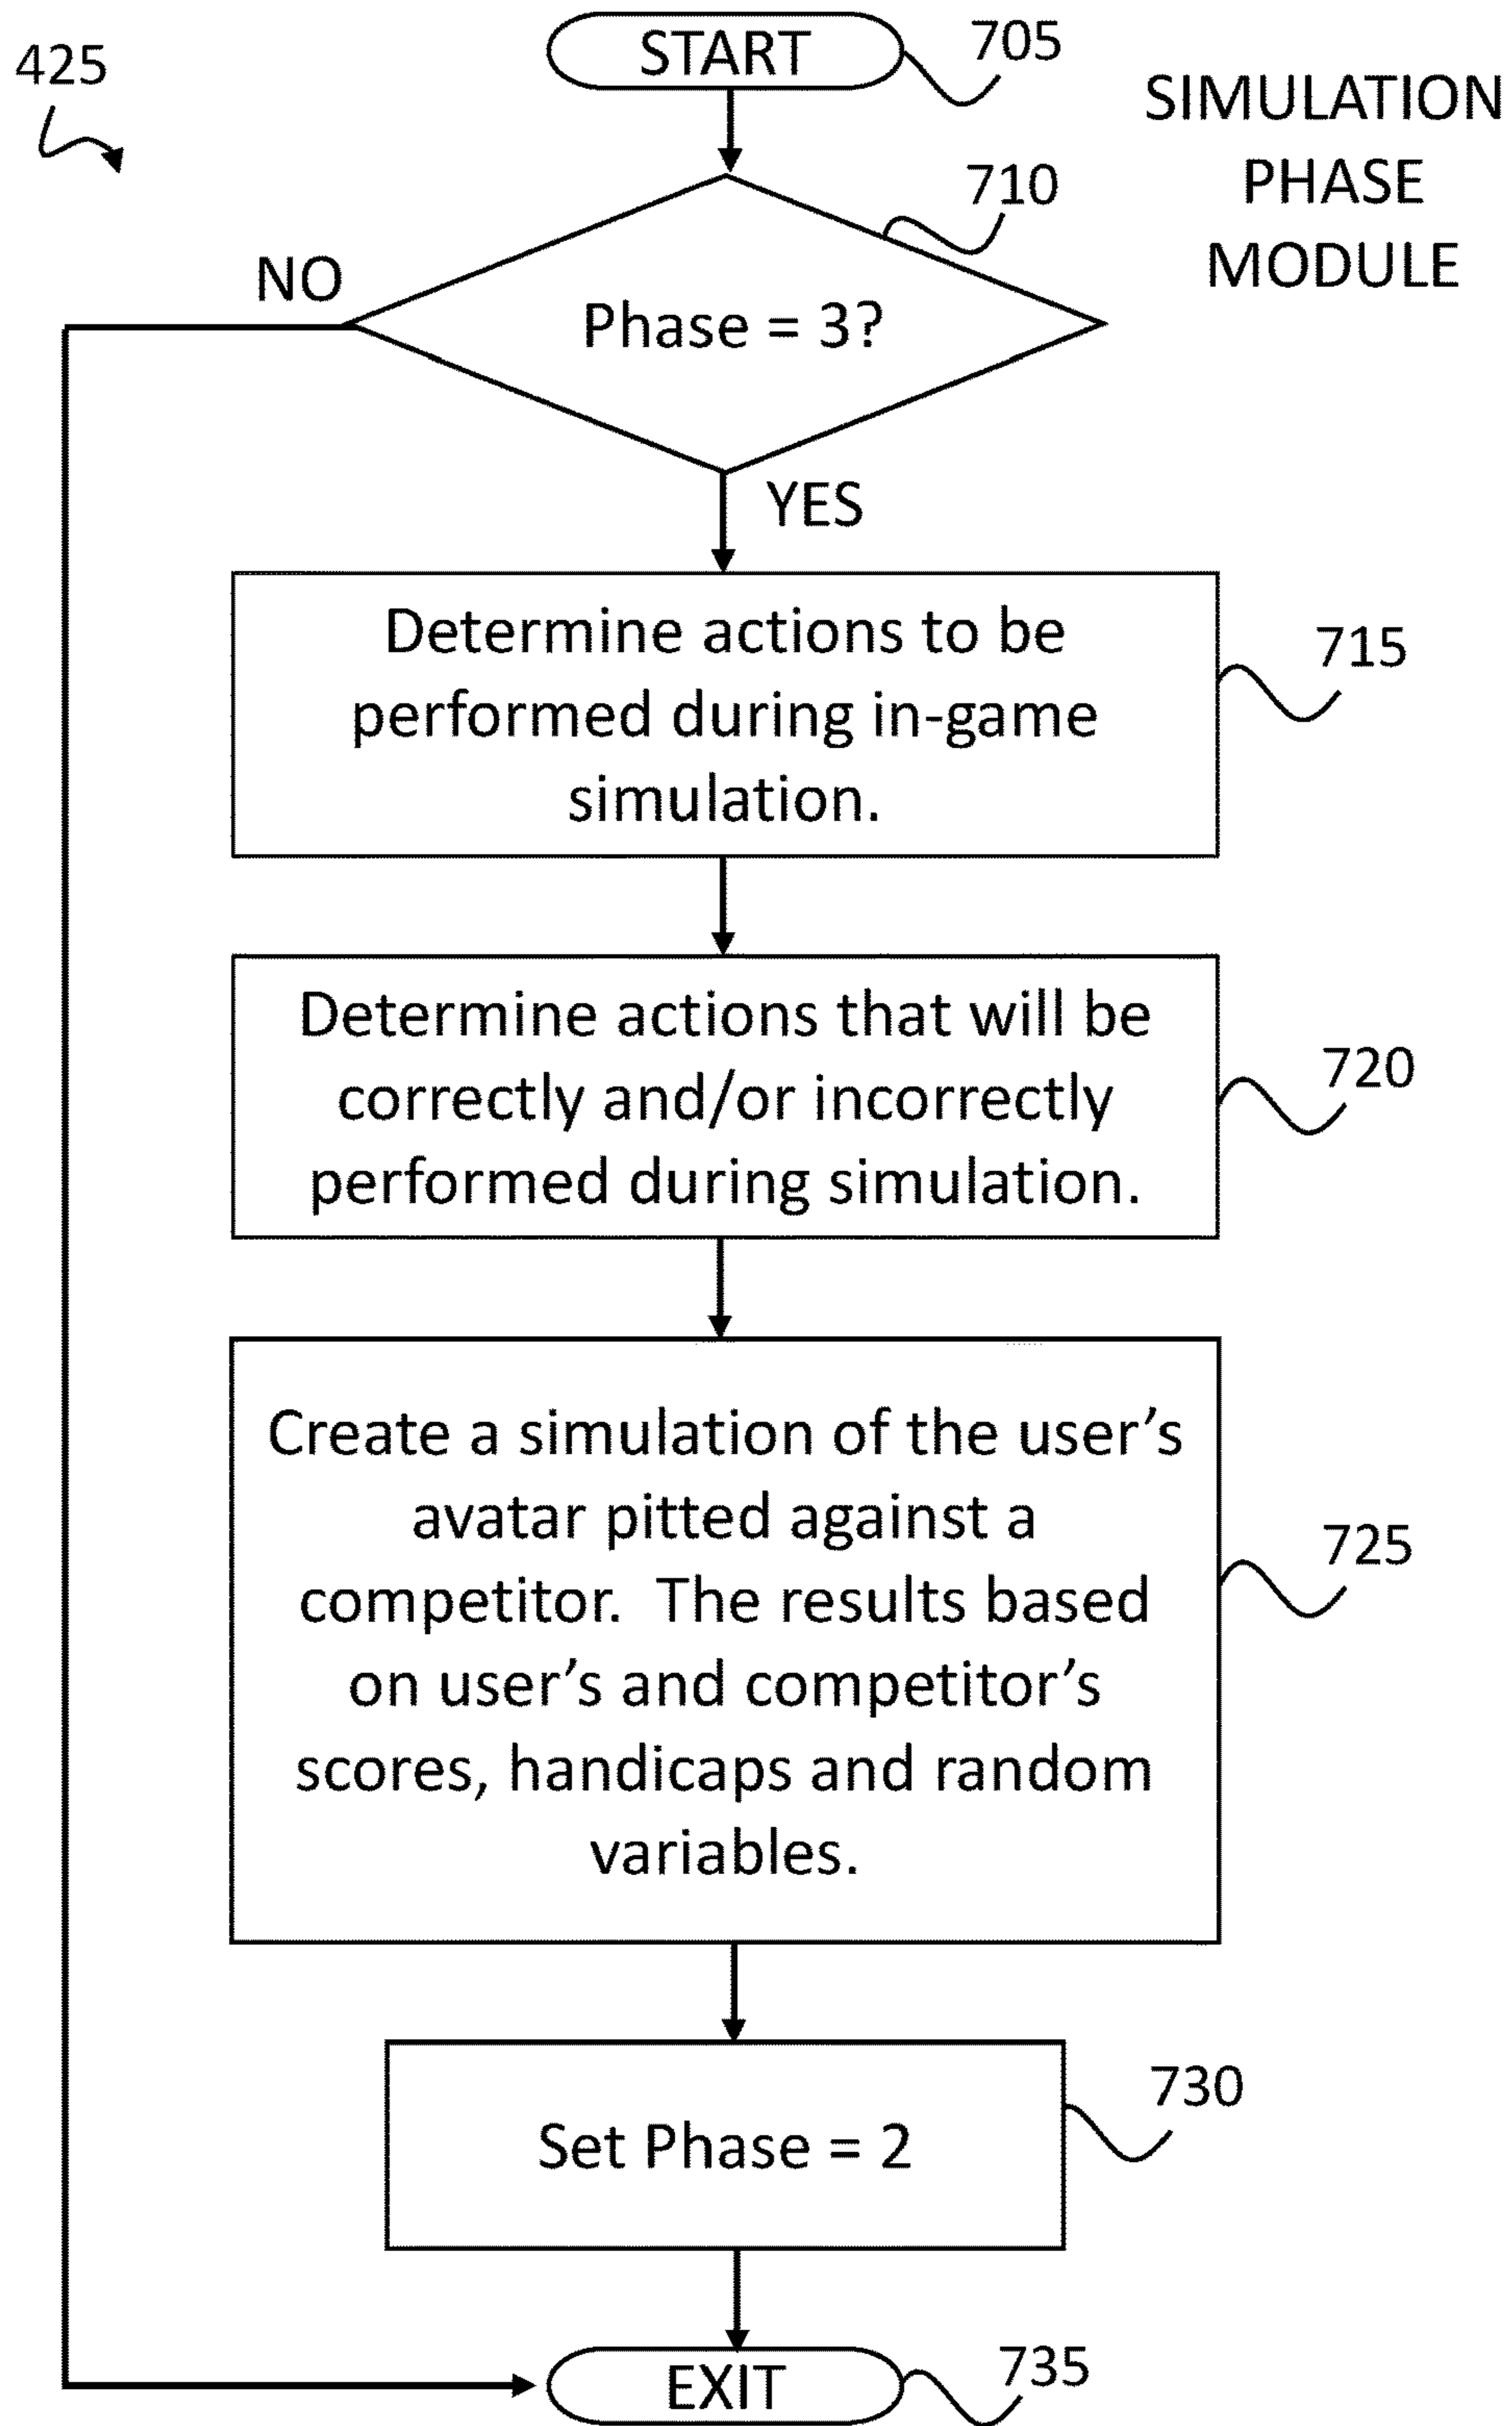 START
705
425
SIMULATION
PHASE
MODULE
710
NO
Phase = 3?
YES
Determine actions to be
performed during in-game
simulation.
715
Determine actions that will be
correctly and/or incorrectly
performed during simulation.
720
Create a simulation of the user’s
avatar pitted against a
competitor.  The results based
on user’s and competitor’s
scores, handicaps and random
variables.
725
Set Phase = 2
730
EXIT
735